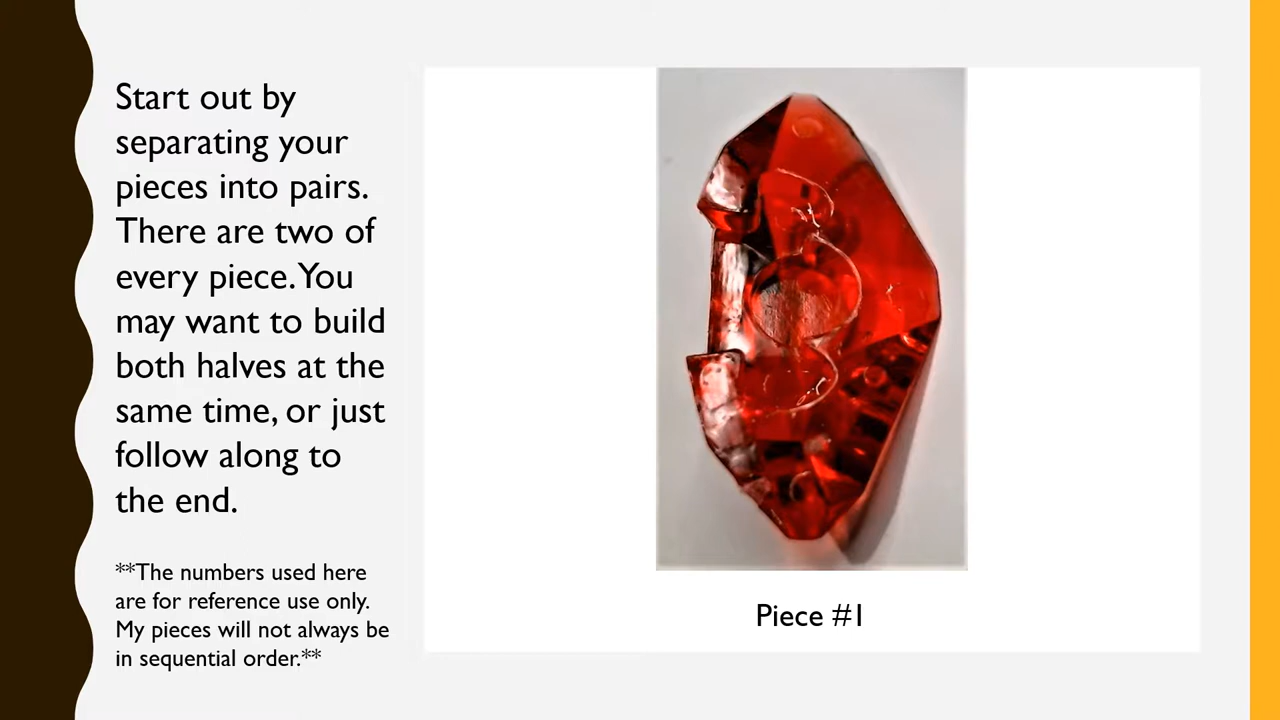 Start out by
separating your
pieces into pairs.
There are two of
every piece. You
may want to build
both halves at the
same time, or just
follow along to
the end.
**The numbers used here
are for reference use only.
My pieces will not always be
in sequential order.**
Piece #1